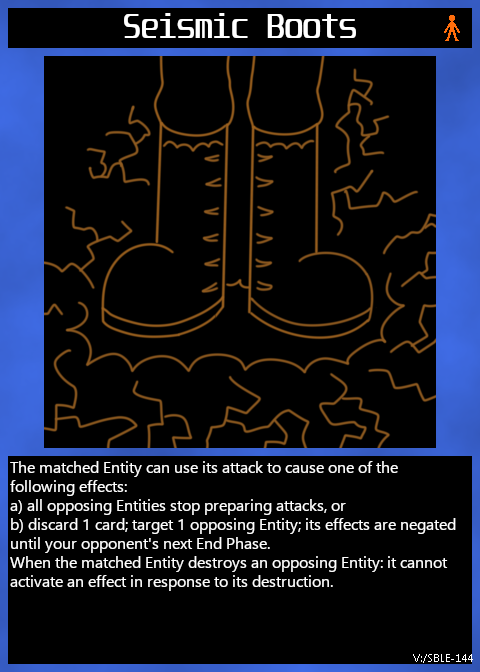 Seismic Boots
The matched Entity can use its attack to cause one of the
following effects:
a) all opposing Entities stop preparing attacks, or
b) discard 1 card; target 1 opposing Entity; its effects are negated
until your opponent's next End Phase.
When the matched Entity destroys an opposing Entity: it cannot
activate an effect in response to its destruction.
V:/SBLE-144